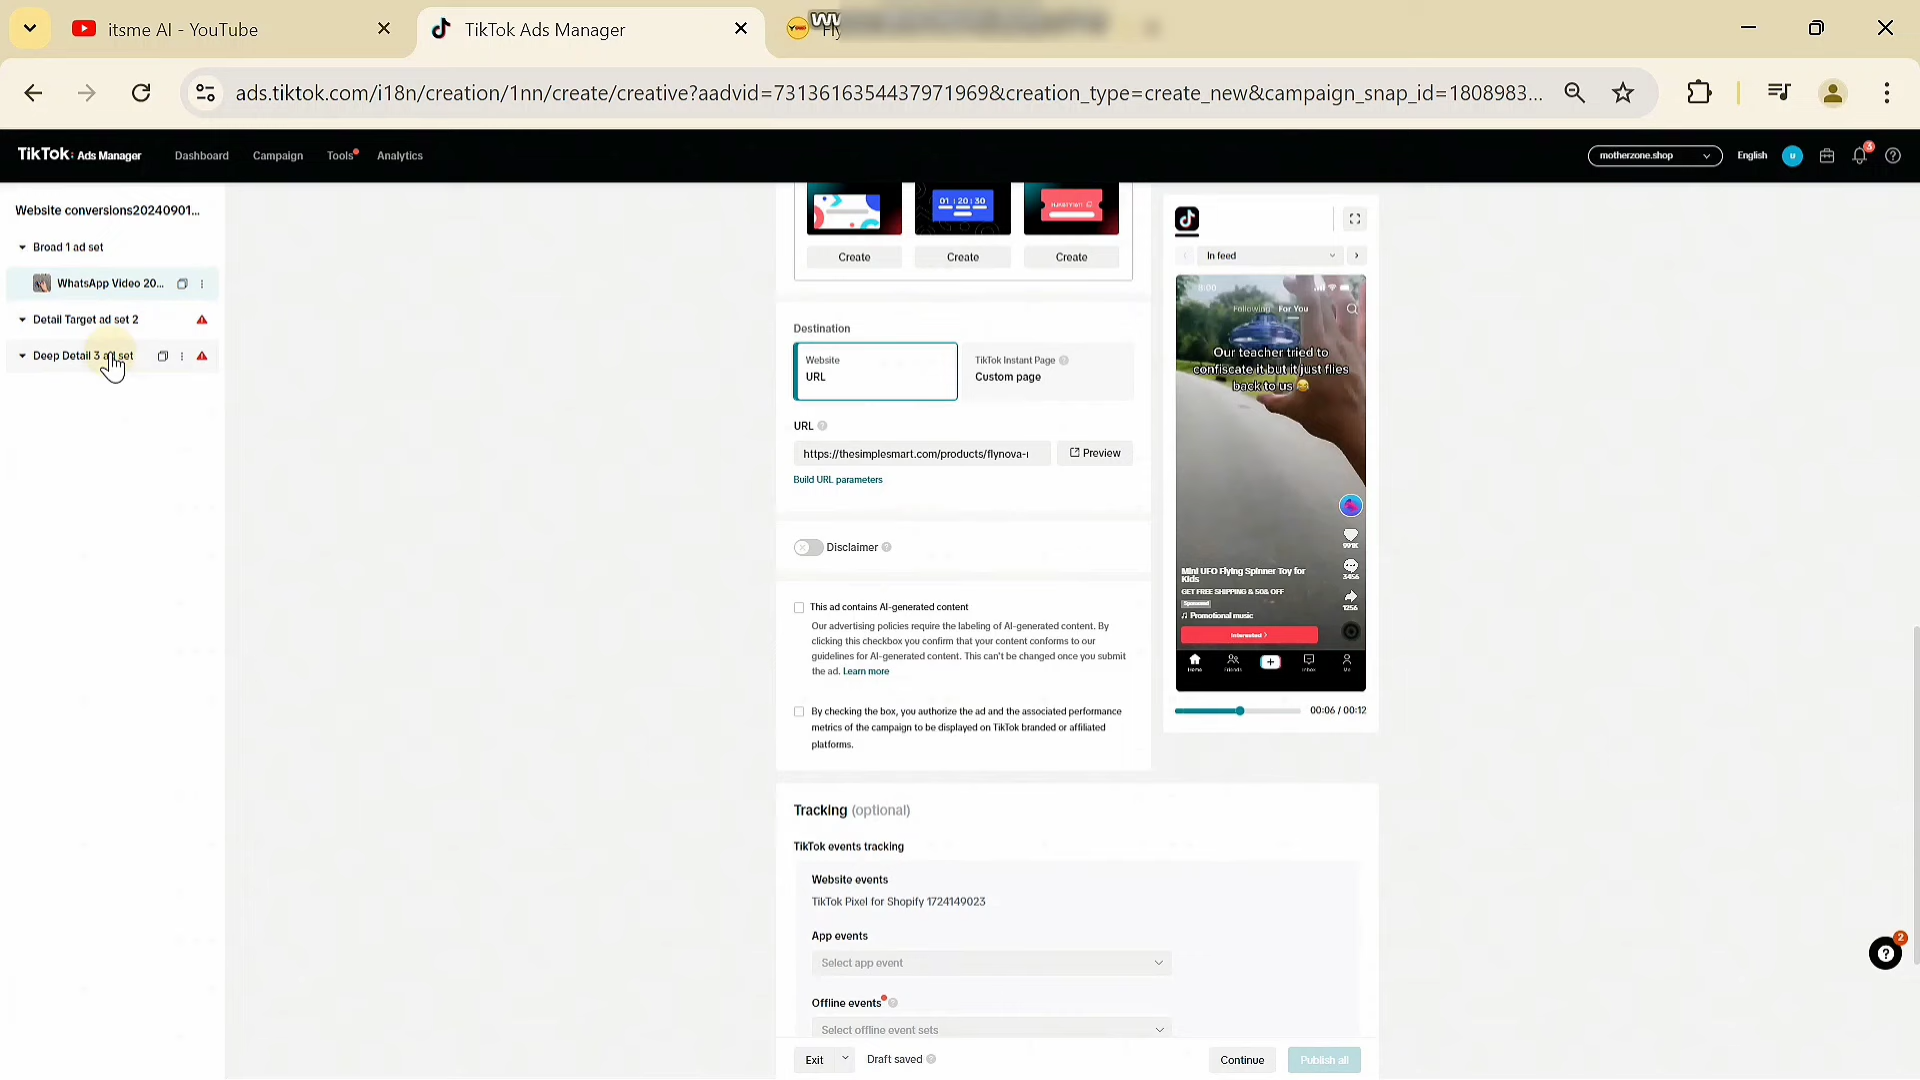 itsme AI - YouTube
TikTok Ads Manager
Fly
ads.tiktok.com/i18n/creation/1nn/create/creative?aadvid=7313616354437971969&creation_type=create_new&campaign_snap_id=1808983...
TikTok: Ads Manager
Dashboard
Campaign
Tools
Analytics
motherzone.shop
English
U
3
Website conversions20240901...
Broad 1 ad set
WhatsApp Video 20...
Detail Target ad set 2
Deep Detail 3 ad set
01 : 20 : 30
Create
Create
Create
Destination
Website
URL
TikTok Instant Page
Custom page
URL
https://thesimplesmart.com/products/flynova-
Preview
Build URL parameters
Disclaimer
This ad contains AI-generated content
Our advertising policies require the labeling of AI-generated content. By
clicking this checkbox you confirm that your content conforms to our
guidelines for AI-generated content. This can't be changed once you submit
the ad. Learn more
By checking the box, you authorize the ad and the associated performance
metrics of the campaign to be displayed on TikTok branded or affiliated
platforms.
In feed
8:00
Following For You
Our teacher tried to
confiscate it but it just flies
back to us
991K
3456
1256
Mini UFO Flying Spinner Toy for
Kids
GET FREE SHIPPING & 50% OFF
Sponsored
Promotional music
Interested
Home
Friends
Inbox
Me
00:06 / 00:12
Tracking (optional)
TikTok events tracking
Website events
TikTok Pixel for Shopify 1724149023
App events
Select app event
Offline events
Select offline event sets
2
Exit
Draft saved
Continue
Publish all